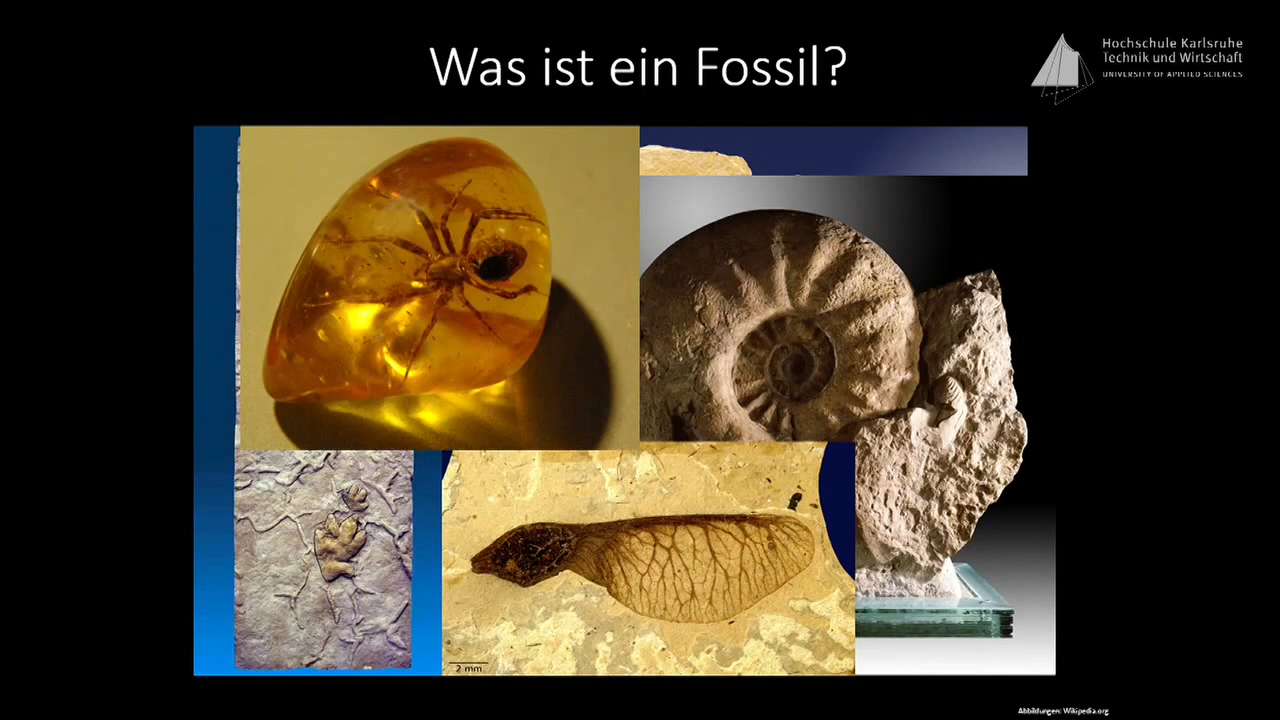 Was ist ein Fossil?
Hochschule Karlsruhe
Technik und Wirtschaft
UNIVERSITY OF APPLIED SCIENCES
2 mm
Abbildungen: Wikipedia.org